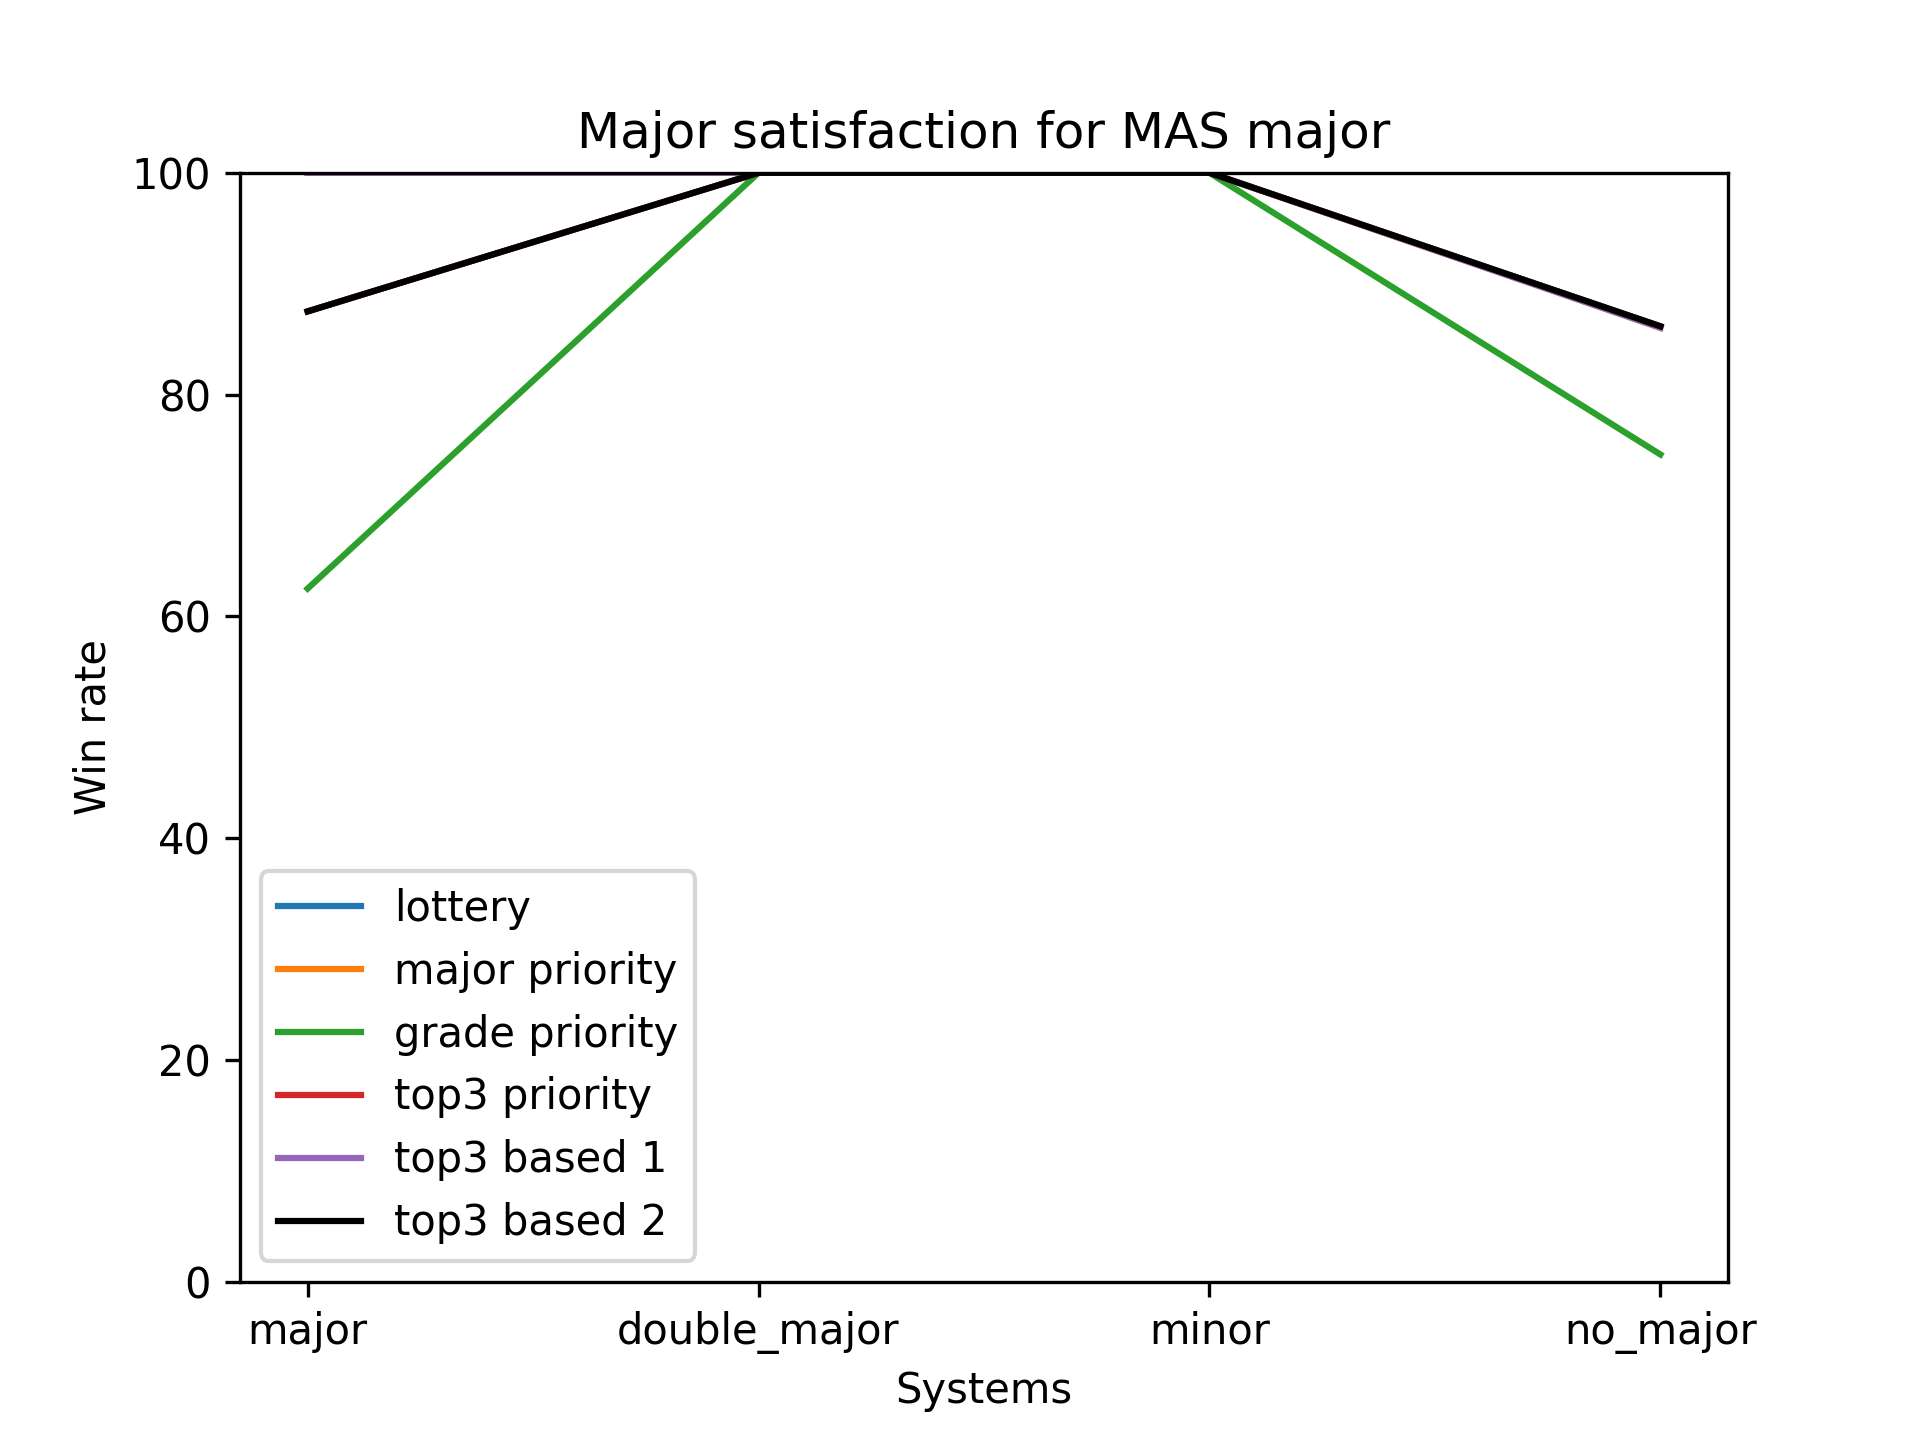 Major satisfaction for MAS major
100
80
60
40
20
0
Win rate
lottery
major priority
grade priority
top3 priority
top3 based 1
top3 based 2
major double_major minor no_major
Systems